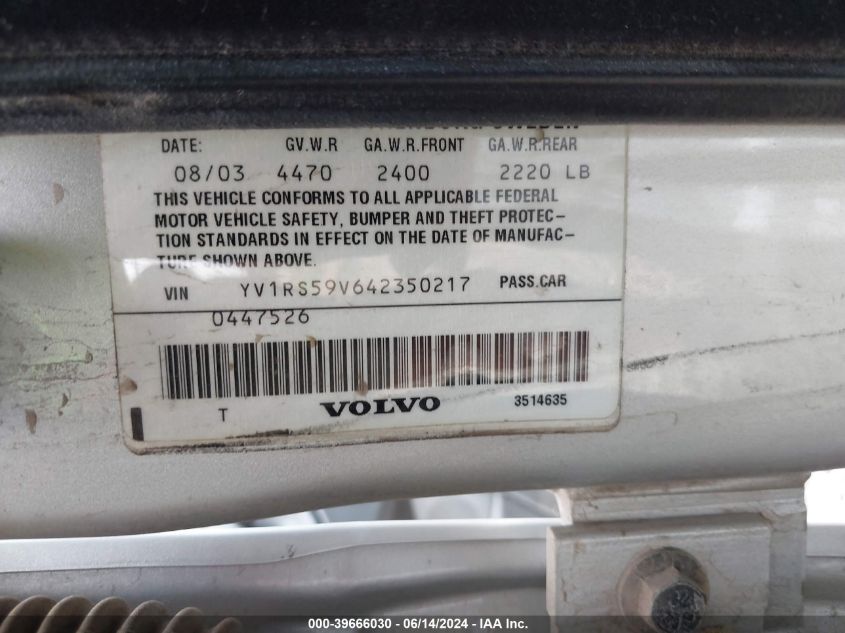 SWEDEN
DATE: GV.W.R GA.W.R.FRONT GA.W.R.REAR
08/03 4470 2400 2220 LB
THIS VEHICLE CONFORMS TO ALL APPLICABLE FEDERAL
MOTOR VEHICLE SAFETY, BUMPER AND THEFT PROTEC–
TION STANDARDS IN EFFECT ON THE DATE OF MANUFAC–
TURE SHOWN ABOVE.
VIN YV1RS59V642350217 PASS.CAR
0447526
T VOLVO 3514635
000-39666030 - 06/14/2024 - IAA Inc.